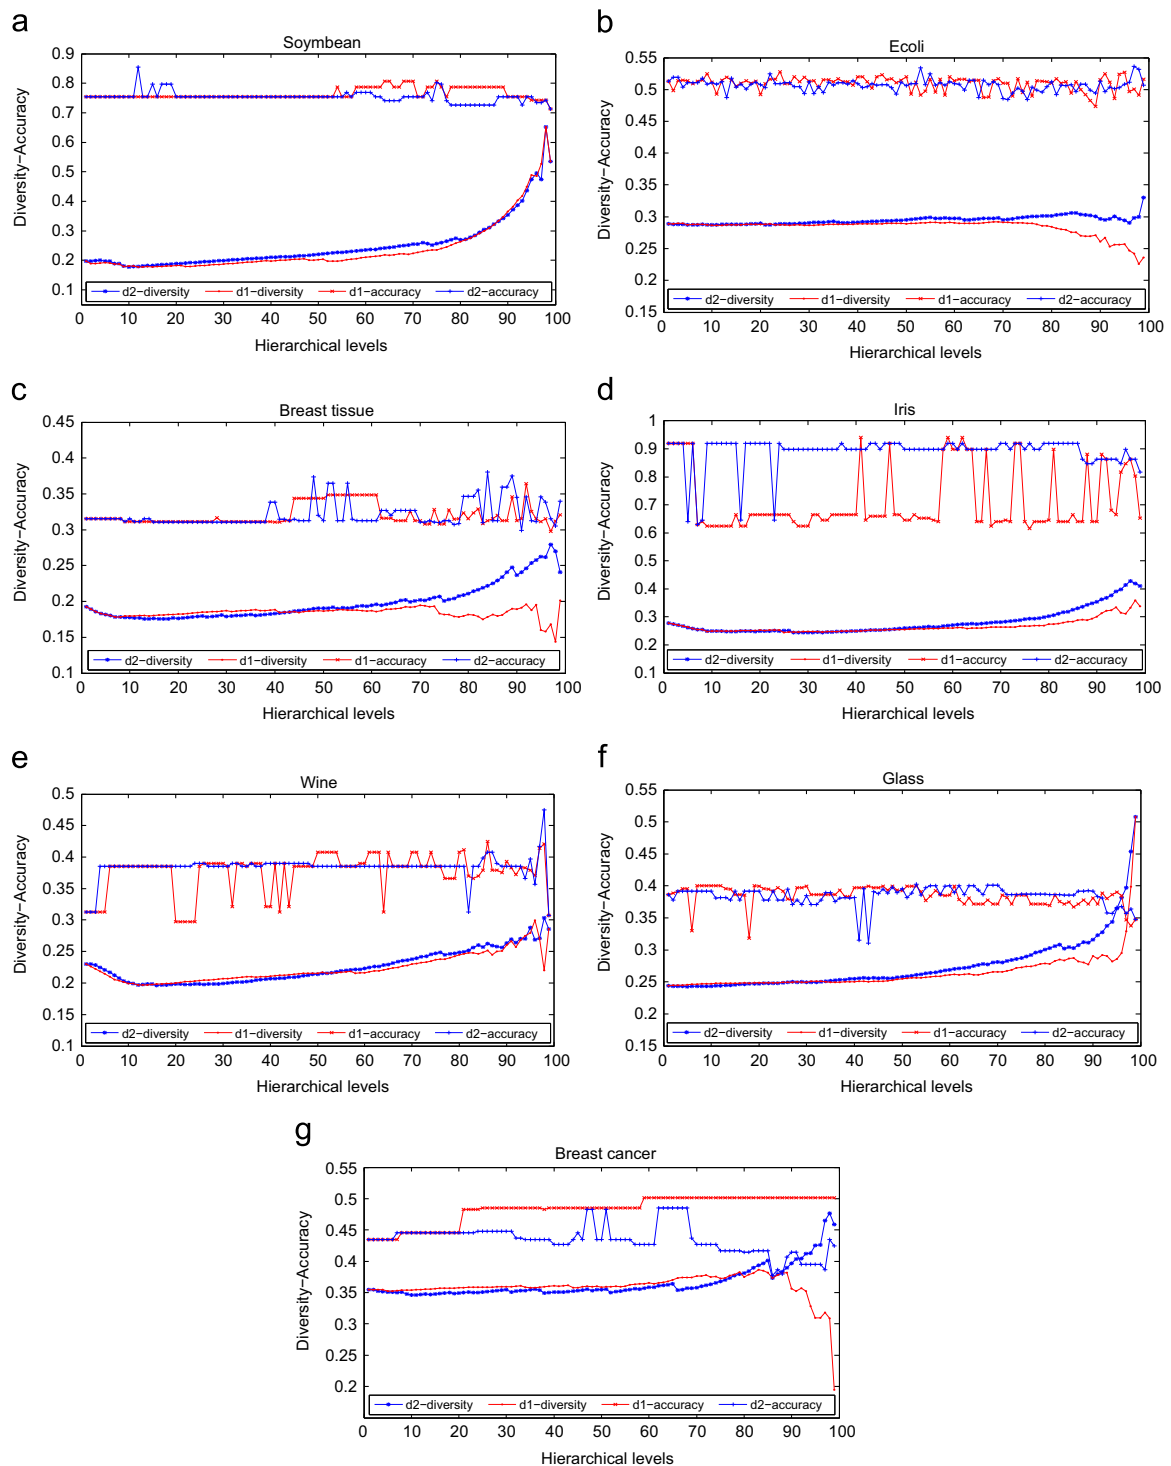 a
Soymbean
0.9
0.8
0.7
0.6
0.5
0.4
0.3
0.2
0.1
Diversity−Accuracy
d2−diversity d1−diversity d1−accuracy d2−accuracy
0 10 20 30 40 50 60 70 80 90 100
Hierarchical levels
b
Ecoli
0.55
0.5
0.45
0.4
0.35
0.3
0.25
0.2
0.15
Diversity−Accuracy
d2−diversity d1−diversity d1−accuracy d2−accuracy
0 10 20 30 40 50 60 70 80 90 100
Hierarchical levels
c
Breast tissue
0.45
0.4
0.35
0.3
0.25
0.2
0.15
0.1
Diversity−Accuracy
d2−diversity d1−diversity d1−accuracy d2−accuracy
0 10 20 30 40 50 60 70 80 90 100
Hierarchical levels
d
Iris
1
0.9
0.8
0.7
0.6
0.5
0.4
0.3
0.2
0.1
Diversity−Accuracy
d2−diversity d1−diversity d1−accurcy d2−accuracy
0 10 20 30 40 50 60 70 80 90 100
Hierarchical levels
e
Wine
0.5
0.45
0.4
0.35
0.3
0.25
0.2
0.15
0.1
Diversity−Accuracy
d2−diversity d1−diversity d1−accuracy d2−accuracy
0 10 20 30 40 50 60 70 80 90 100
Hierarchical levels
f
Glass
0.55
0.5
0.45
0.4
0.35
0.3
0.25
0.2
0.15
Diversity−Accuracy
d2−diversity d1−diversity d1−accuracy d2−accuracy
0 10 20 30 40 50 60 70 80 90 100
Hierarchical levels
g
Breast cancer
0.55
0.5
0.45
0.4
0.35
0.3
0.25
0.2
Diversity−Accuracy
d2−diversity d1−diversity d1−accuracy d2−accuracy
0 10 20 30 40 50 60 70 80 90 100
Hierarchical levels